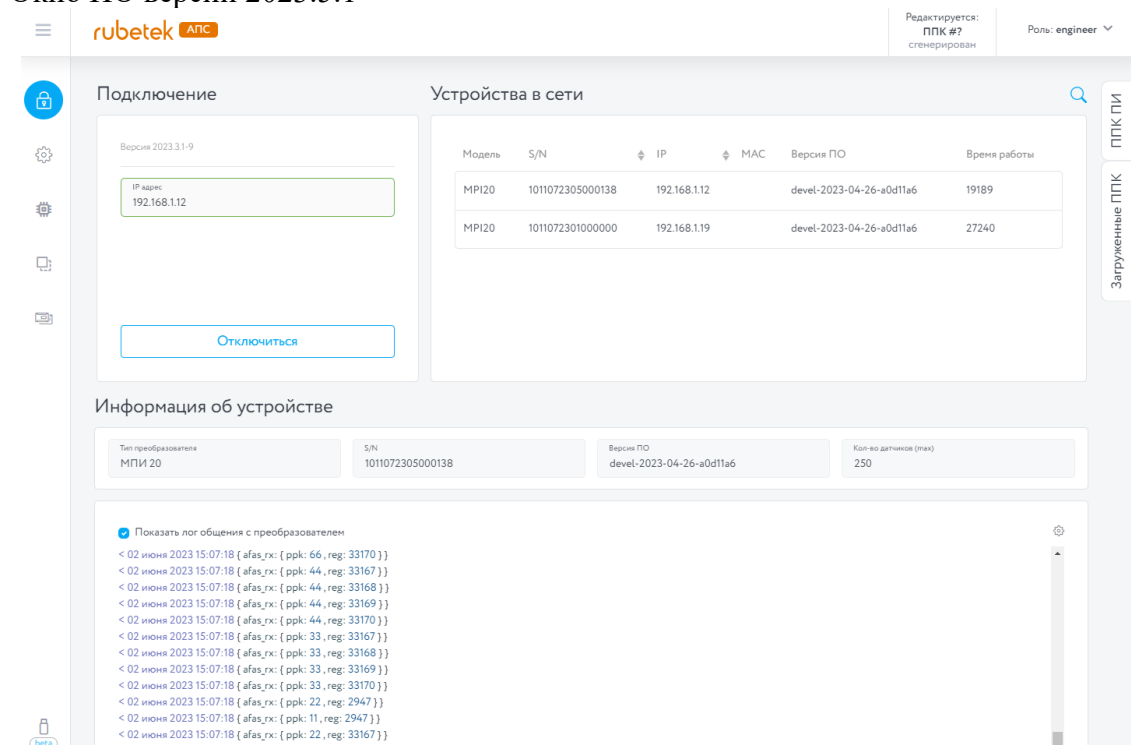 Окно ПО версии 2023.3.1
rubetek АПС
Редактируется:
ППК #?
сгенерирован
Роль: engineer
Подключение
Версия 2023.3.1-9
IP адрес
192.168.1.12
Отключиться
Устройства в сети
Модель S/N IP MAC Версия ПО Время работы
MPI20 1011072305000138 192.168.1.12 devel-2023-04-26-a0d11a6 19189
MPI20 1011072301000000 192.168.1.19 devel-2023-04-26-a0d11a6 27240
ППК ПИ
Загруженные ППК
Информация об устройстве
Тип преобразователя
МПИ 20
S/N
1011072305000138
Версия ПО
devel-2023-04-26-a0d11a6
Кол-во датчиков (max)
250
Показать лог общения с преобразователем
< 02 июня 2023 15:07:18 { afas_rx: { ppk: 66 , reg: 33170 } }
< 02 июня 2023 15:07:18 { afas_rx: { ppk: 44 , reg: 33167 } }
< 02 июня 2023 15:07:18 { afas_rx: { ppk: 44 , reg: 33168 } }
< 02 июня 2023 15:07:18 { afas_rx: { ppk: 44 , reg: 33169 } }
< 02 июня 2023 15:07:18 { afas_rx: { ppk: 44 , reg: 33170 } }
< 02 июня 2023 15:07:18 { afas_rx: { ppk: 33 , reg: 33167 } }
< 02 июня 2023 15:07:18 { afas_rx: { ppk: 33 , reg: 33168 } }
< 02 июня 2023 15:07:18 { afas_rx: { ppk: 33 , reg: 33169 } }
< 02 июня 2023 15:07:18 { afas_rx: { ppk: 33 , reg: 33170 } }
< 02 июня 2023 15:07:18 { afas_rx: { ppk: 22 , reg: 2947 } }
< 02 июня 2023 15:07:18 { afas_rx: { ppk: 11 , reg: 2947 } }
< 02 июня 2023 15:07:18 { afas_rx: { ppk: 22 , reg: 33167 } }
beta